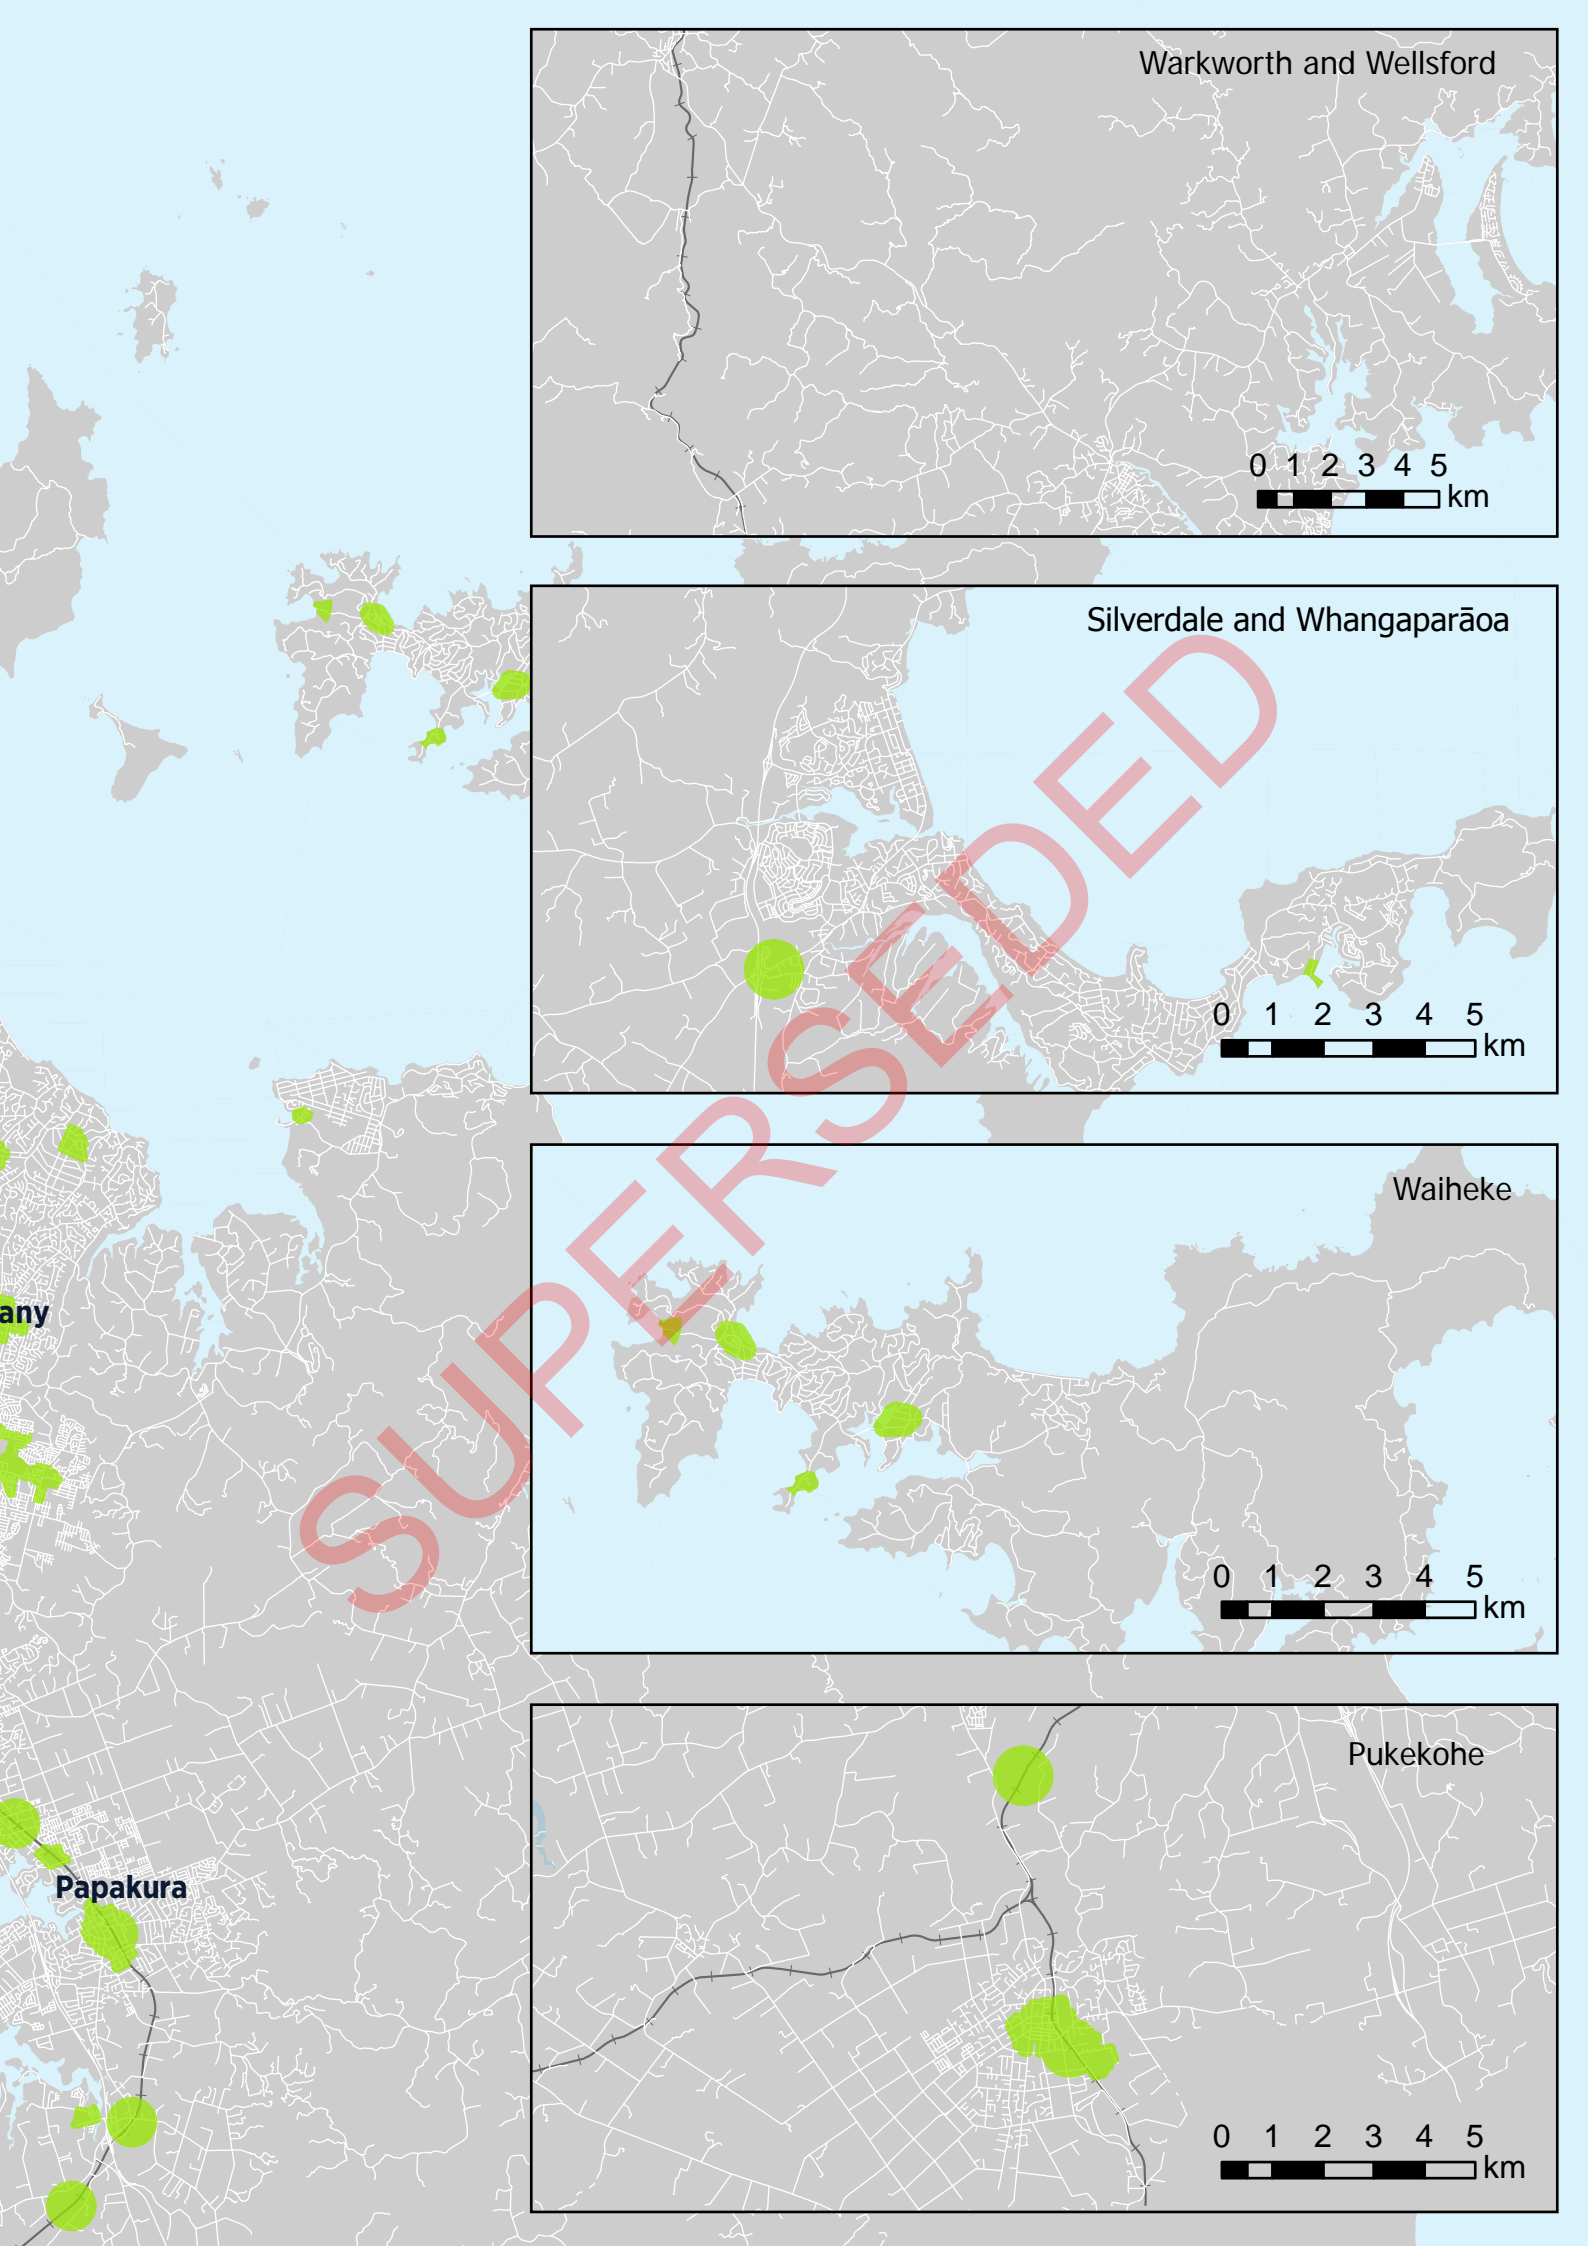 Warkworth and Wellsford
0 1 2 3 4 5
km
Silverdale and Whangaparāoa
0 1 2 3 4 5
km
SUPERSEDED
Waiheke
any
0 1 2 3 4 5
km
Pukekohe
Papakura
0 1 2 3 4 5
km